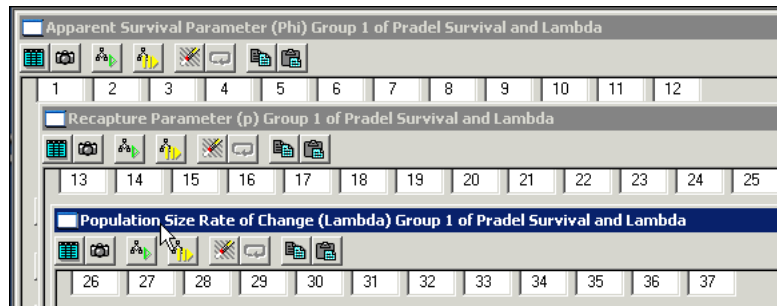 Apparent Survival Parameter (Phi) Group 1 of Pradel Survival and Lambda
1 2 3 4 5 6 7 8 9 10 11 12
Recapture Parameter (p) Group 1 of Pradel Survival and Lambda
13 14 15 16 17 18 19 20 21 22 23 24 25
Population Size Rate of Change (Lambda) Group 1 of Pradel Survival and Lambda
26 27 28 29 30 31 32 33 34 35 36 37